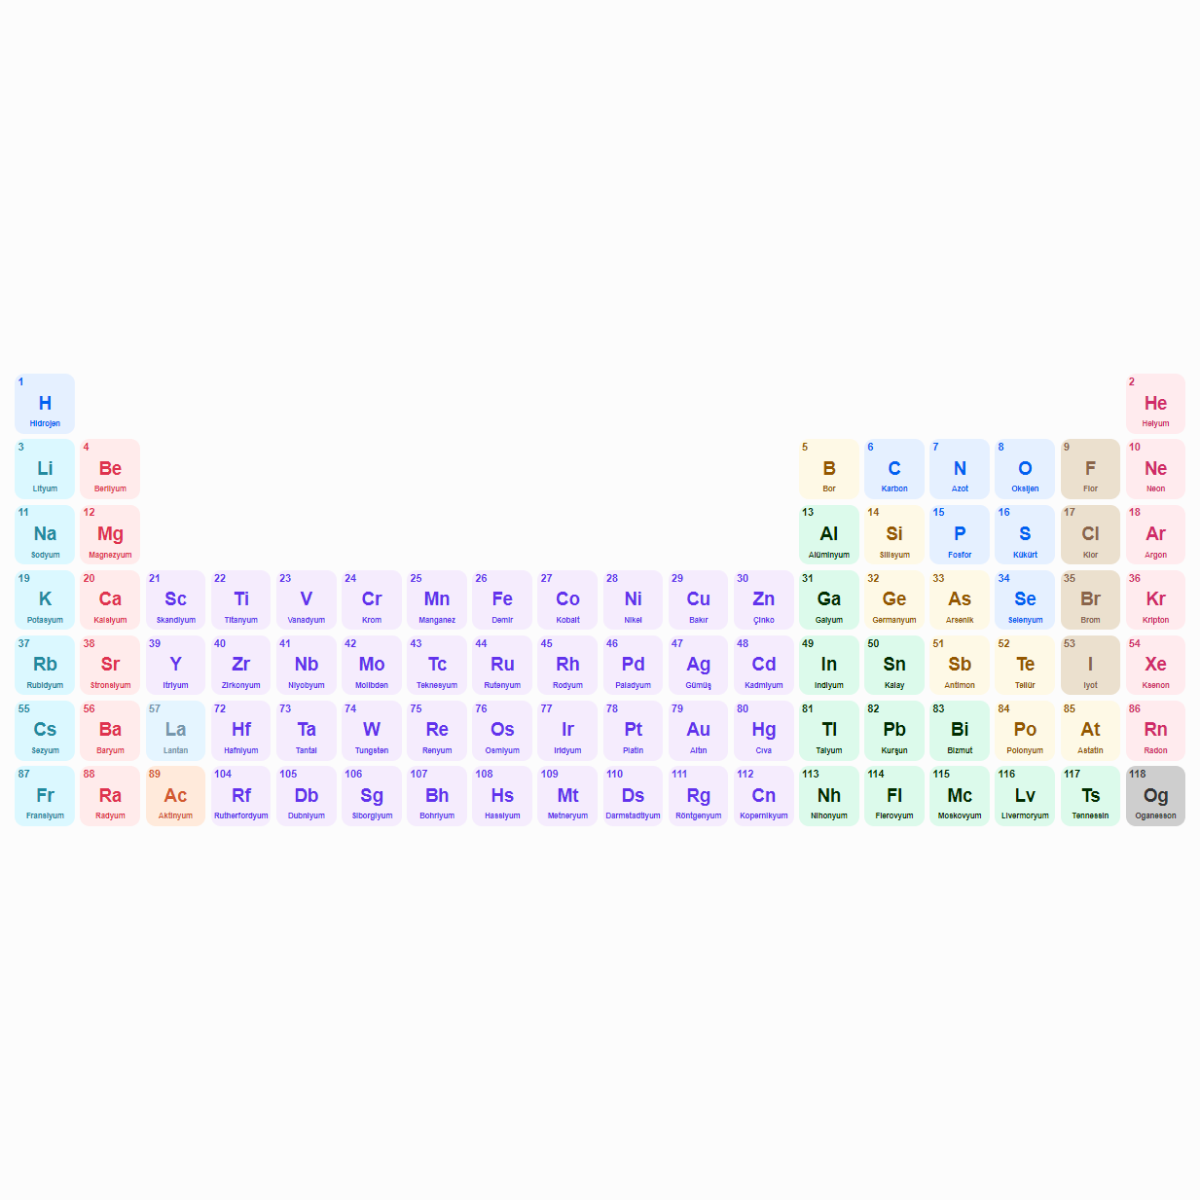 1 2
H He
Hidrojen Helyum
3 4 5 6 7 8 9 10
Li Be B C N O F Ne
Lityum Berilyum Bor Karbon Azot Oksijen Flor Neon
11 12 13 14 15 16 17 18
Na Mg Al Si P S Cl Ar
Sodyum Magnezyum Alüminyum Silisyum Fosfor Kükürt Klor Argon
19 20 21 22 23 24 25 26 27 28 29 30 31 32 33 34 35 36
K Ca Sc Ti V Cr Mn Fe Co Ni Cu Zn Ga Ge As Se Br Kr
Potasyum Kalsiyum Skandiyum Titanyum Vanadyum Krom Manganez Demir Kobalt Nikel Bakır Çinko Galyum Germanyum Arsenik Selenyum Brom Kripton
37 38 39 40 41 42 43 44 45 46 47 48 49 50 51 52 53 54
Rb Sr Y Zr Nb Mo Tc Ru Rh Pd Ag Cd In Sn Sb Te I Xe
Rubidyum Stronsiyum İtriyum Zirkonyum Niyobyum Molibden Teknesyum Rutenyum Rodyum Paladyum Gümüş Kadmiyum İndiyum Kalay Antimon Tellür İyot Ksenon
55 56 57 72 73 74 75 76 77 78 79 80 81 82 83 84 85 86
Cs Ba La Hf Ta W Re Os Ir Pt Au Hg Tl Pb Bi Po At Rn
Sezyum Baryum Lantan Hafniyum Tantal Tungsten Renyum Osmiyum İridyum Platin Altın Cıva Talyum Kurşun Bizmut Polonyum Astatin Radon
87 88 89 104 105 106 107 108 109 110 111 112 113 114 115 116 117 118
Fr Ra Ac Rf Db Sg Bh Hs Mt Ds Rg Cn Nh Fl Mc Lv Ts Og
Fransiyum Radyum Aktinyum Rutherfordyum Dubniyum Siborgiyum Bohriyum Hassiyum Metneryum Darmstadtiyum Röntgenyum Kopernikyum Nihonyum Flerovyum Moskovyum Livermoryum Tennessin Oganesson